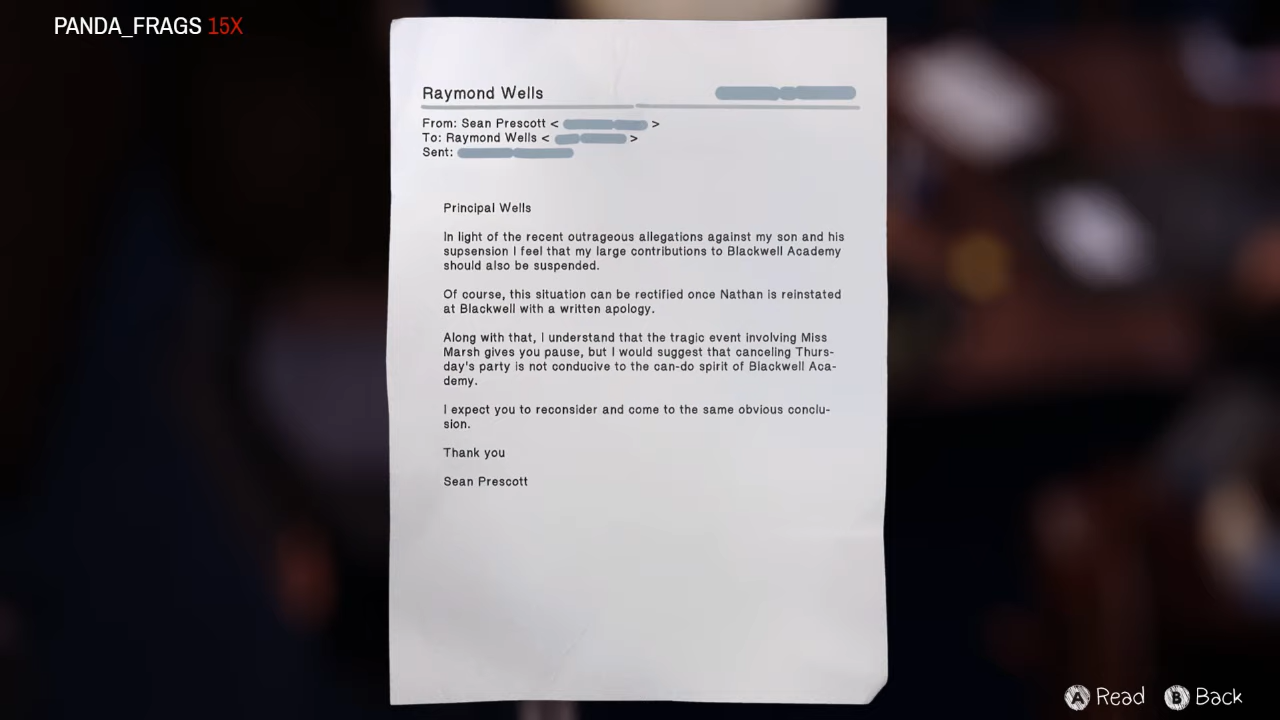 PANDA_FRAGS 15X
Raymond Wells
From: Sean Prescott < >
To: Raymond Wells < >
Sent:
Principal Wells
In light of the recent outrageous allegations against my son and his
supsension I feel that my large contributions to Blackwell Academy
should also be suspended.
Of course, this situation can be rectified once Nathan is reinstated
at Blackwell with a written apology.
Along with that, I understand that the tragic event involving Miss
Marsh gives you pause, but I would suggest that canceling Thurs-
day's party is not conducive to the can-do spirit of Blackwell Aca-
demy.
I expect you to reconsider and come to the same obvious conclu-
sion.
Thank you
Sean Prescott
A Read B Back